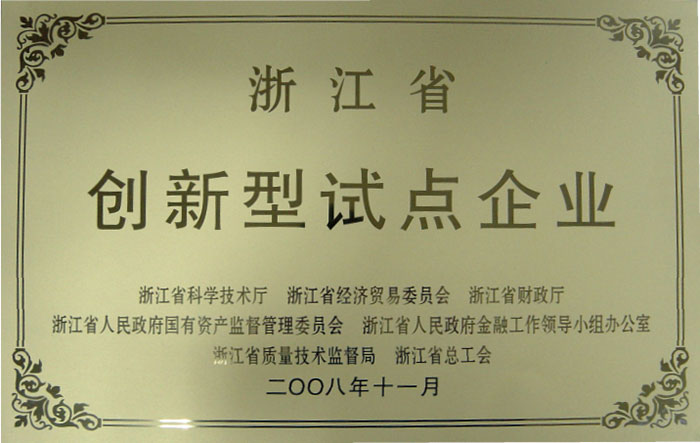 浙江省
创新型试点企业
浙江省科学技术厅 浙江省经济贸易委员会 浙江省财政厅
浙江省人民政府国有资产监督管理委员会 浙江省人民政府金融工作领导小组办公室
浙江省质量技术监督局 浙江省总工会
二〇〇八年十一月